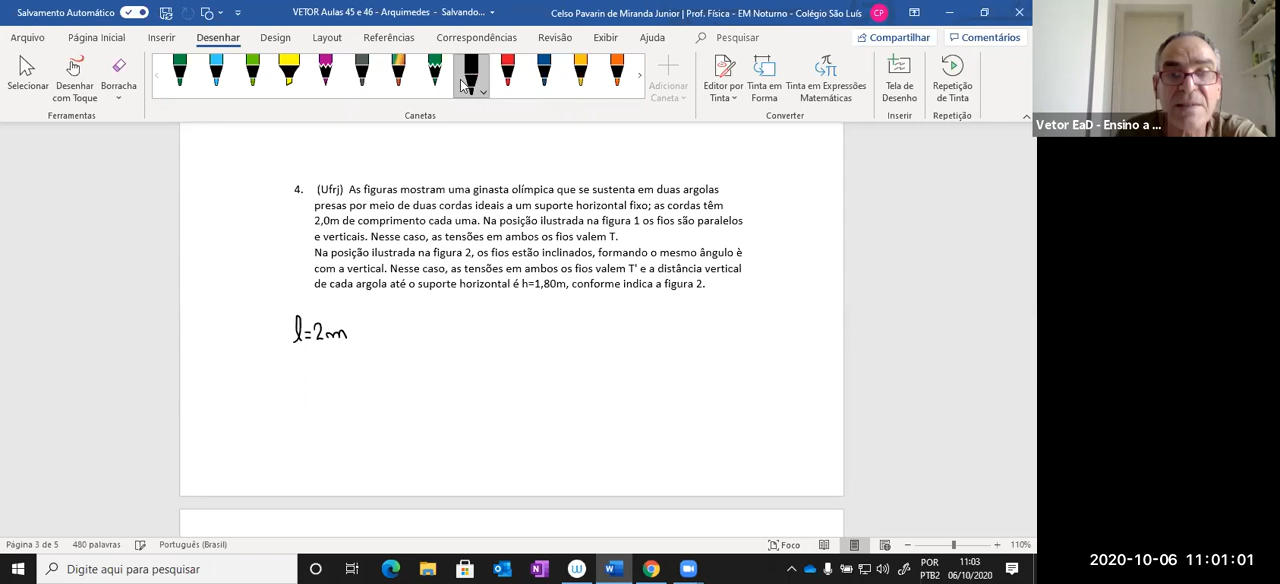 Salvamento Automático
VETOR Aulas 45 e 46 - Arquimedes - Salvando...
Celso Pavarin de Miranda Junior | Prof. Física - EM Noturno - Colégio São Luís
CP
Arquivo
Página Inicial
Inserir
Desenhar
Design
Layout
Referências
Correspondências
Revisão
Exibir
Ajuda
Pesquisar
Compartilhar
Comentários
Selecionar
Desenhar com Toque
Borracha
Adicionar Caneta
Editor por Tinta
Tinta em Forma
Tinta em Expressões Matemáticas
Tela de Desenho
Repetição de Tinta
Ferramentas
Canetas
Converter
Inserir
Repetição
Vetor EaD - Ensino a ...
4. (Ufrj) As figuras mostram uma ginasta olímpica que se sustenta em duas argolas
presas por meio de duas cordas ideais a um suporte horizontal fixo; as cordas têm
2,0m de comprimento cada uma. Na posição ilustrada na figura 1 os fios são paralelos
e verticais. Nesse caso, as tensões em ambos os fios valem T.
Na posição ilustrada na figura 2, os fios estão inclinados, formando o mesmo ângulo è
com a vertical. Nesse caso, as tensões em ambos os fios valem T' e a distância vertical
de cada argola até o suporte horizontal é h=1,80m, conforme indica a figura 2.
l=2m
Página 3 de 5
480 palavras
Português (Brasil)
Foco
110%
Digite aqui para pesquisar
POR
PTB2
11:03
06/10/2020
2020-10-06 11:01:01